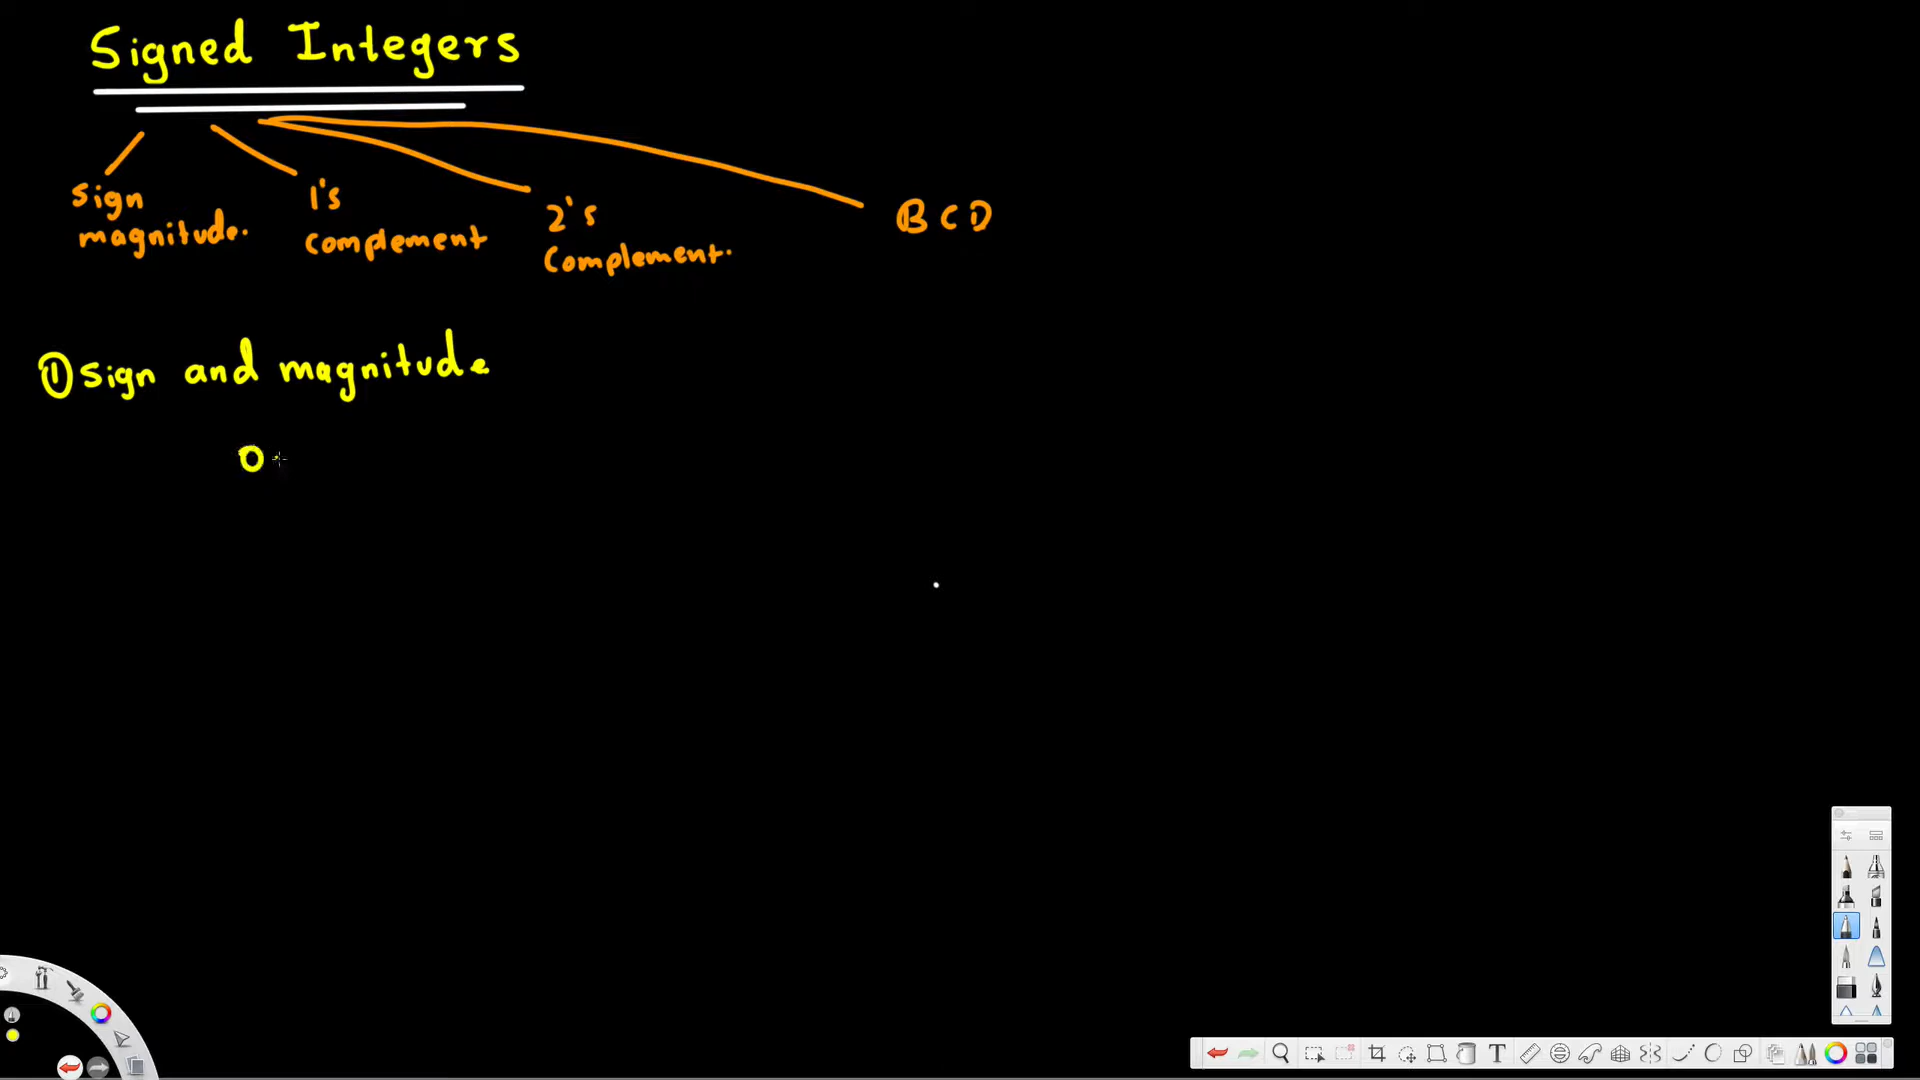 Signed Integers
sign
magnitude.
1's
complement
2's
complement.
BCD
① sign and magnitude
0